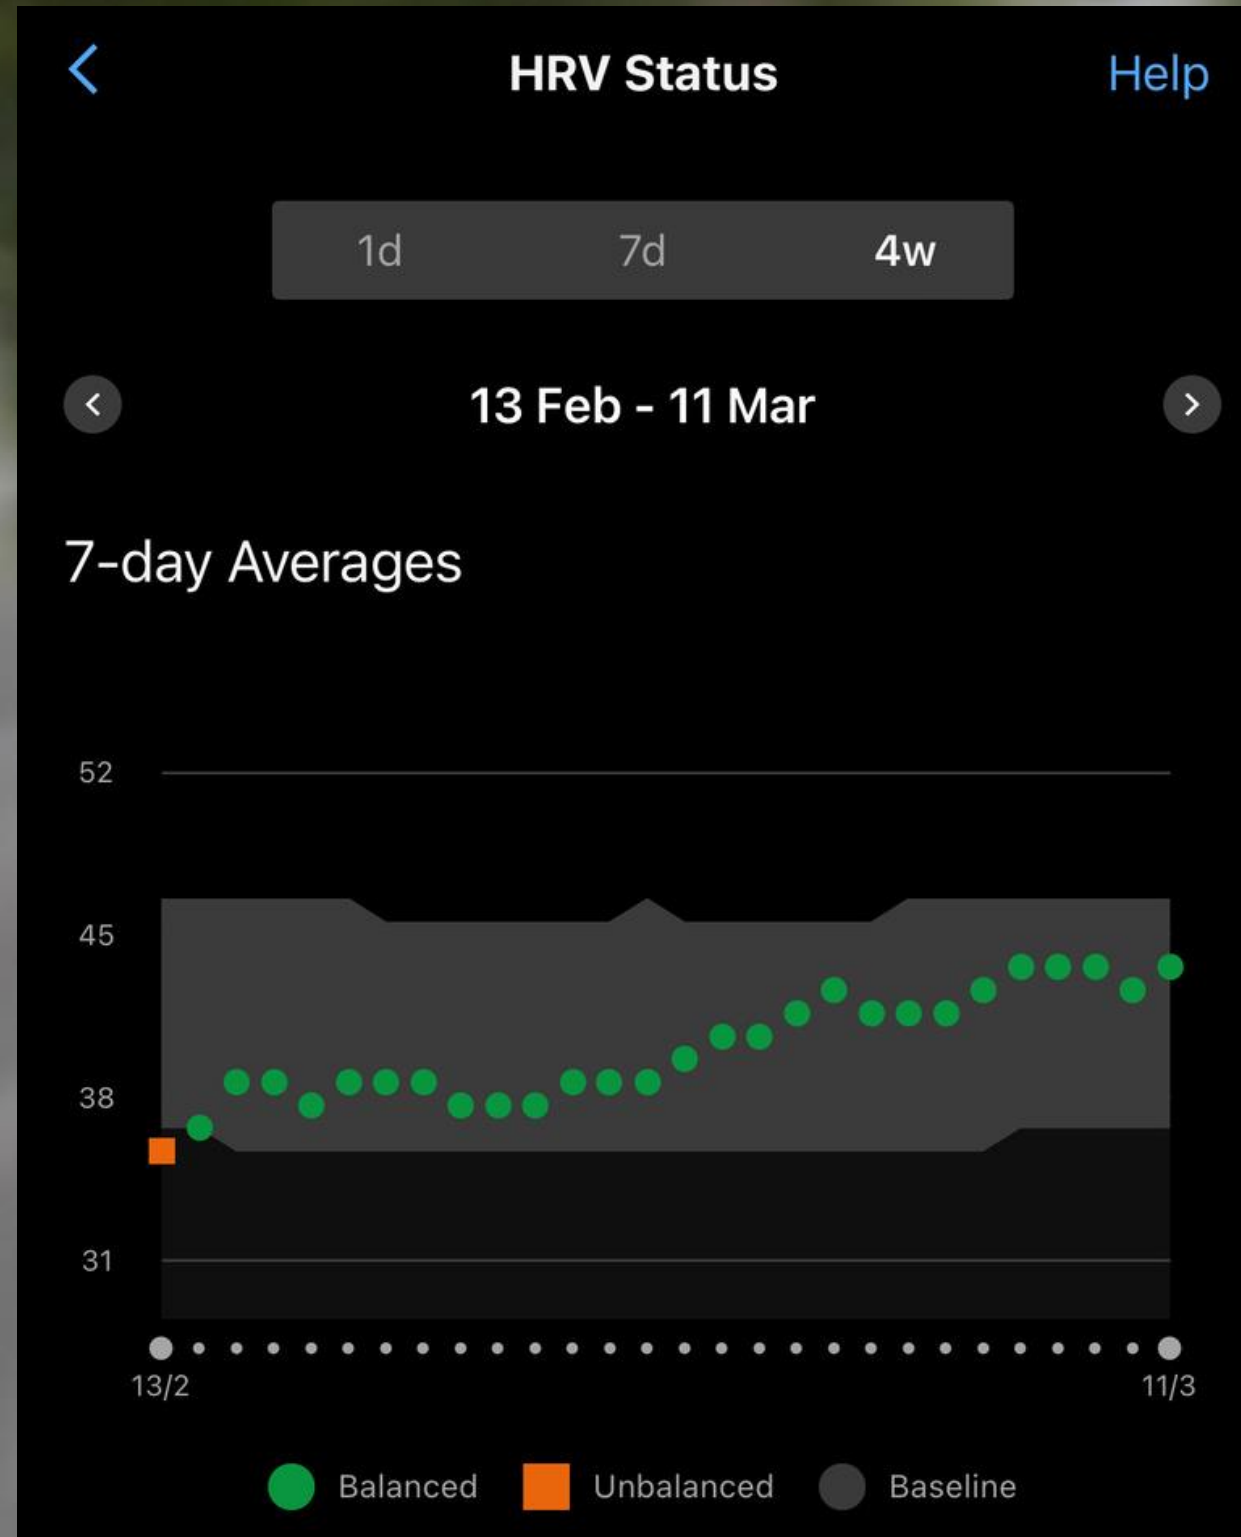 HRV Status Help
1d 7d 4w
13 Feb - 11 Mar
7-day Averages
52
45
38
31
13/2 11/3
Balanced Unbalanced Baseline